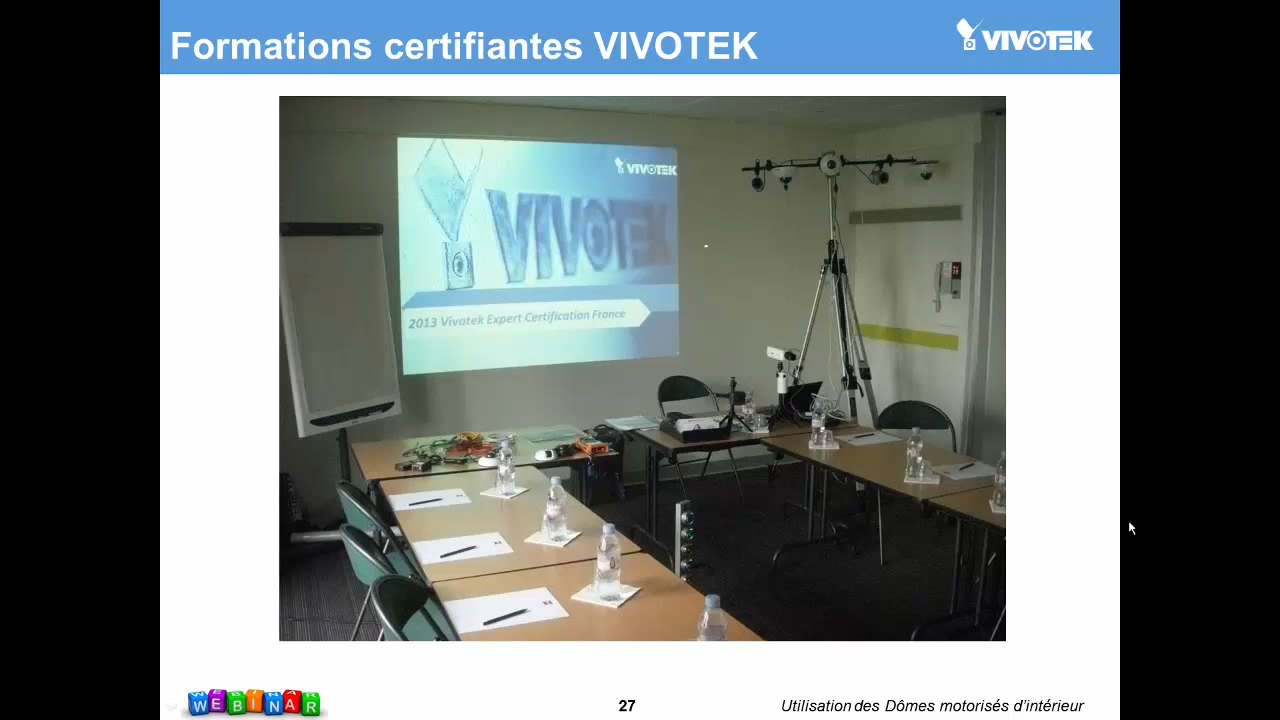 Formations certifiantes VIVOTEK
VIVOTEK
VIVOTEK
VIVOTEK
2013 Vivotek Expert Certification France
WEBINAR
27
Utilisation des Dômes motorisés d'intérieur